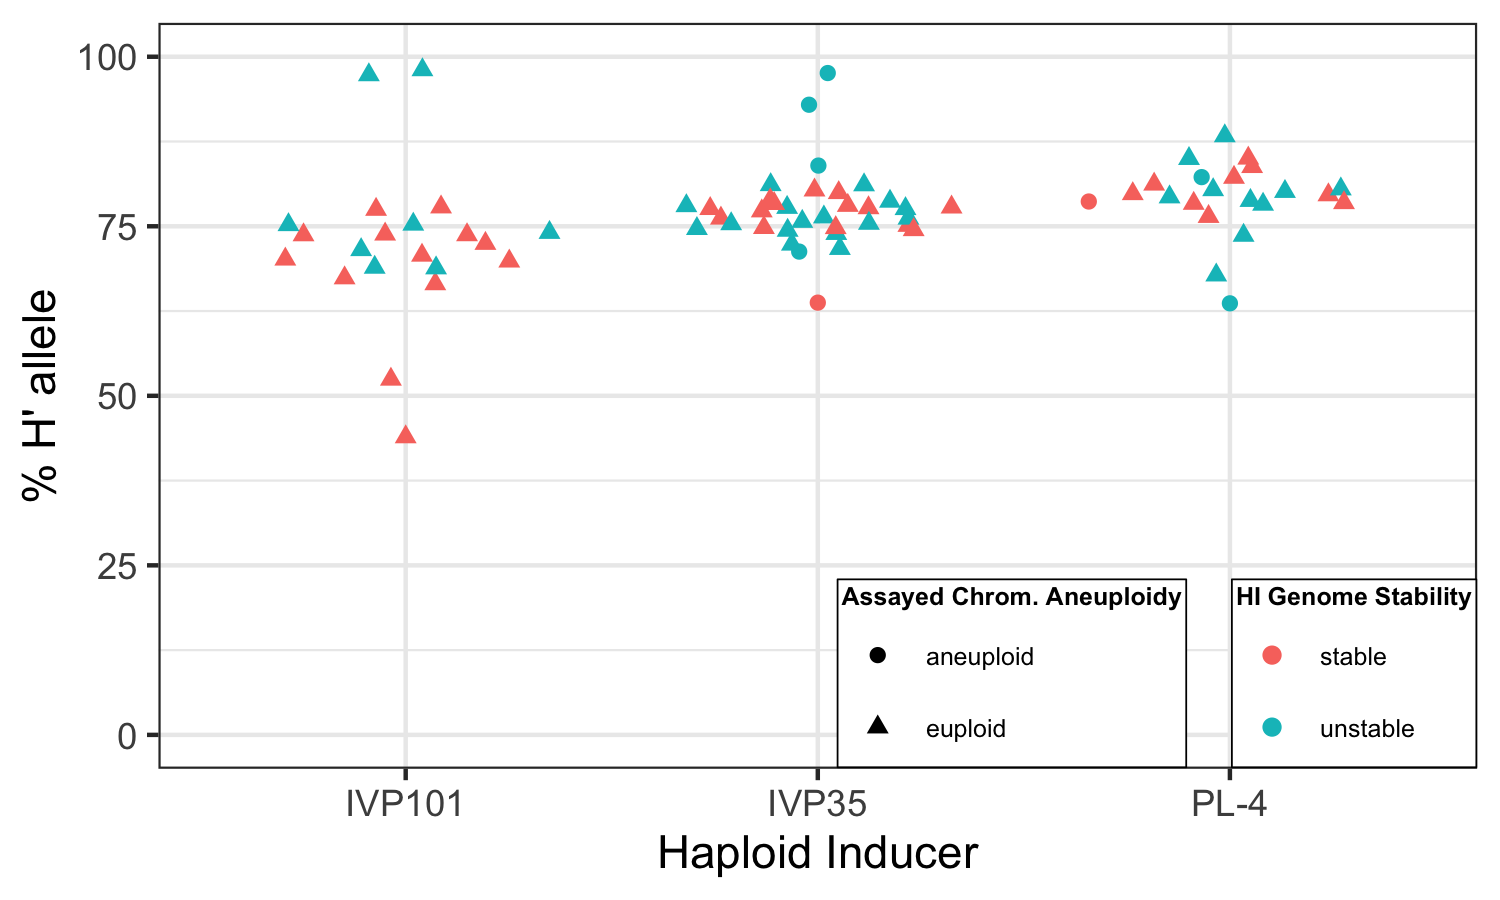 100
75
50
25
0
% H' allele
Assayed Chrom. Aneuploidy
aneuploid
euploid
HI Genome Stability
stable
unstable
IVP101
IVP35
PL-4
Haploid Inducer